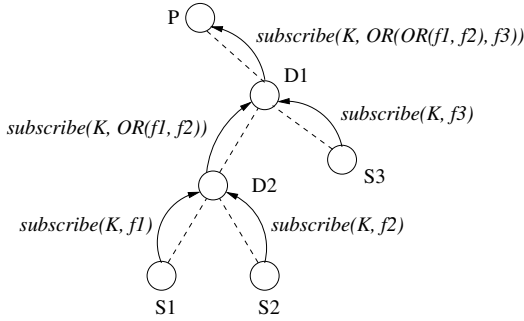 P
subscribe(K, OR(OR(f1, f2), f3))
D1
subscribe(K, f3)
subscribe(K, OR(f1, f2))
S3
D2
subscribe(K, f1)
subscribe(K, f2)
S1
S2